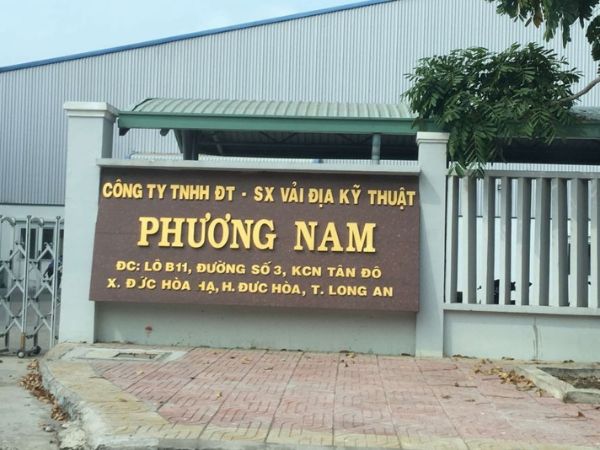 CÔNG TY TNHH ĐT - SX VẢI ĐỊA KỸ THUẬT
PHƯƠNG NAM
ĐC: LÔ B11, ĐƯỜNG SỐ 3, KCN TÂN ĐÔ
X. ĐỨC HÒA HẠ, H. ĐỨC HÒA, T. LONG AN